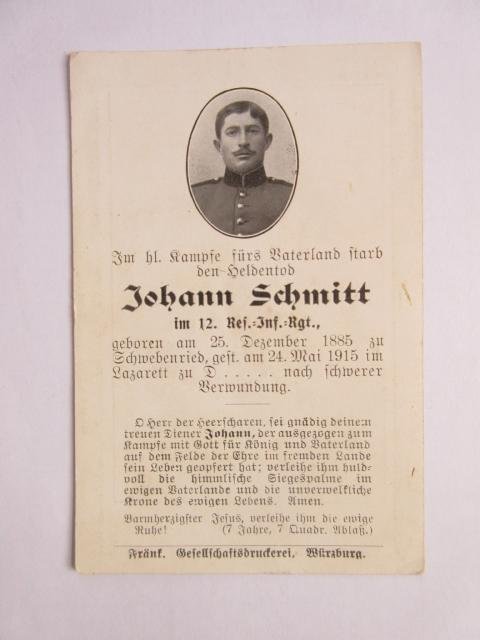 Im hl. Kampfe fürs Vaterland starb
den Heldentod
Johann Schmitt
im 12. Res.-Inf.-Rgt.,
geboren am 25. Dezember 1885 zu
Schwebenried, gest. am 24. Mai 1915 im
Lazarett zu D . . . . . nach schwerer
Verwundung.
O Herr der Heerscharen, sei gnädig deinem
treuen Diener Johann, der ausgezogen zum
Kampfe mit Gott für König und Vaterland
auf dem Felde der Ehre im fremden Lande
sein Leben geopfert hat; verleihe ihm huld-
voll die himmlische Siegespalme im
ewigen Vaterlande und die unverwelkliche
Krone des ewigen Lebens. Amen.
Barmherzigster Jesus, verleihe ihm die ewige
Ruhe! (7 Jahre, 7 Quadr. Ablaß.)
Fränk. Gesellschaftsdruckerei, Würzburg.